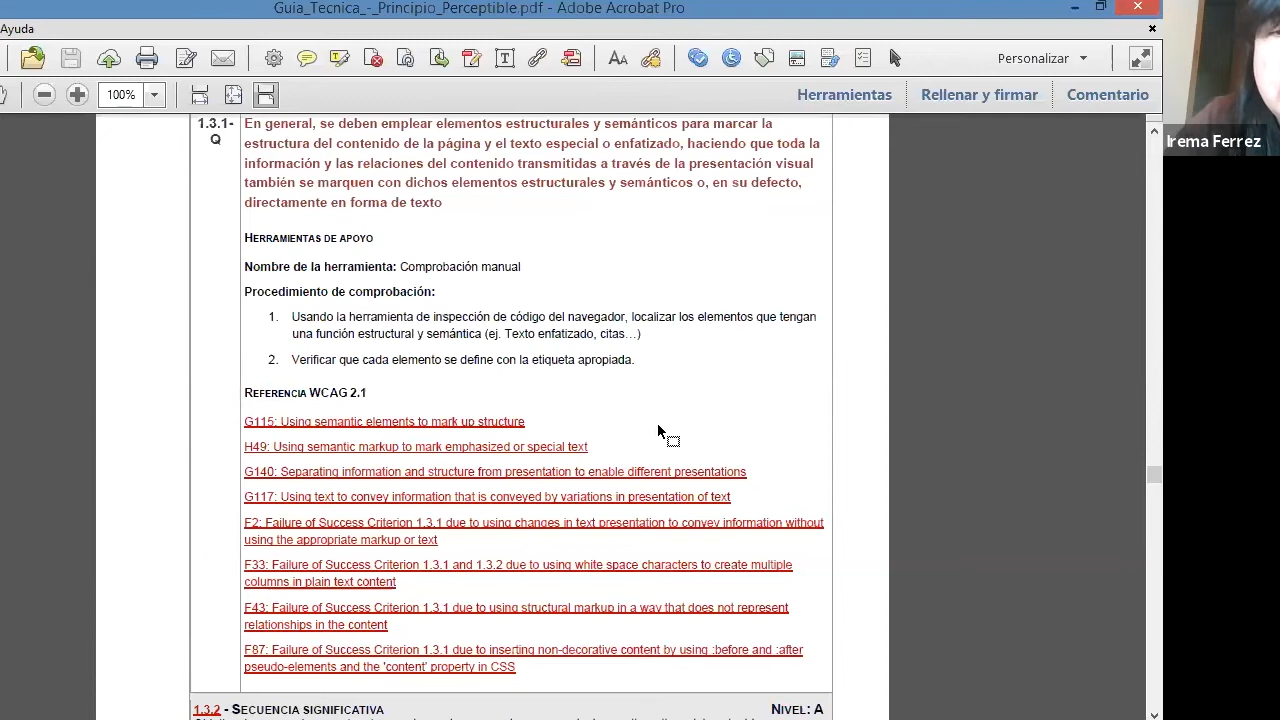 Guia_Tecnica_-_Principio_Perceptible.pdf - Adobe Acrobat Pro
Ayuda
Personalizar
100%
Herramientas
Rellenar y firmar
Comentario
Irema Ferrez
1.3.1-
Q
En general, se deben emplear elementos estructurales y semánticos para marcar la
estructura del contenido de la página y el texto especial o enfatizado, haciendo que toda la
información y las relaciones del contenido transmitidas a través de la presentación visual
también se marquen con dichos elementos estructurales y semánticos o, en su defecto,
directamente en forma de texto
HERRAMIENTAS DE APOYO
Nombre de la herramienta: Comprobación manual
Procedimiento de comprobación:
1. Usando la herramienta de inspección de código del navegador, localizar los elementos que tengan
una función estructural y semántica (ej. Texto enfatizado, citas…)
2. Verificar que cada elemento se define con la etiqueta apropiada.
REFERENCIA WCAG 2.1
G115: Using semantic elements to mark up structure
H49: Using semantic markup to mark emphasized or special text
G140: Separating information and structure from presentation to enable different presentations
G117: Using text to convey information that is conveyed by variations in presentation of text
F2: Failure of Success Criterion 1.3.1 due to using changes in text presentation to convey information without
using the appropriate markup or text
F33: Failure of Success Criterion 1.3.1 and 1.3.2 due to using white space characters to create multiple
columns in plain text content
F43: Failure of Success Criterion 1.3.1 due to using structural markup in a way that does not represent
relationships in the content
F87: Failure of Success Criterion 1.3.1 due to inserting non-decorative content by using :before and :after
pseudo-elements and the 'content' property in CSS
1.3.2 - SECUENCIA SIGNIFICATIVA
NIVEL: A